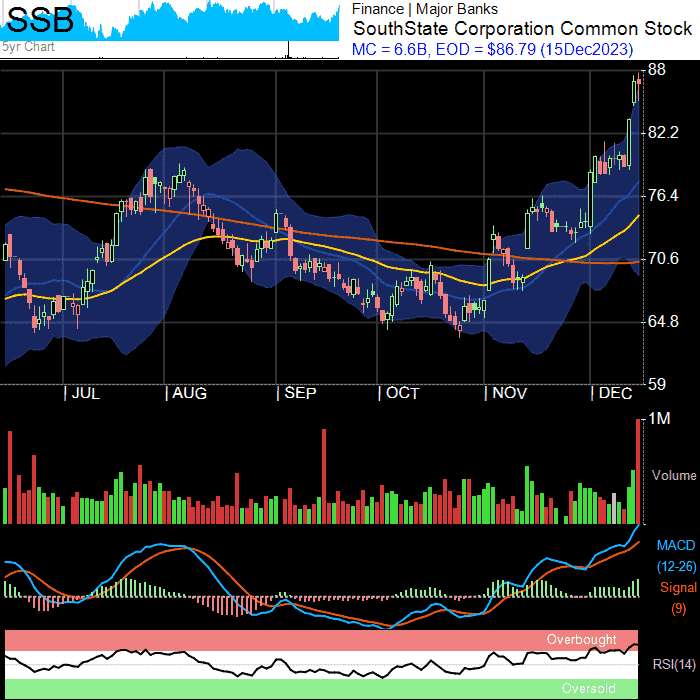 SSB
Finance | Major Banks
SouthState Corporation Common Stock
5yr Chart
MC = 6.6B, EOD = $86.79 (15Dec2023)
88
82.2
76.4
70.6
64.8
59
| JUL | AUG | SEP | OCT | NOV | DEC
1M
Volume
MACD
(12-26)
Signal
(9)
Overbought
RSI(14)
Oversold